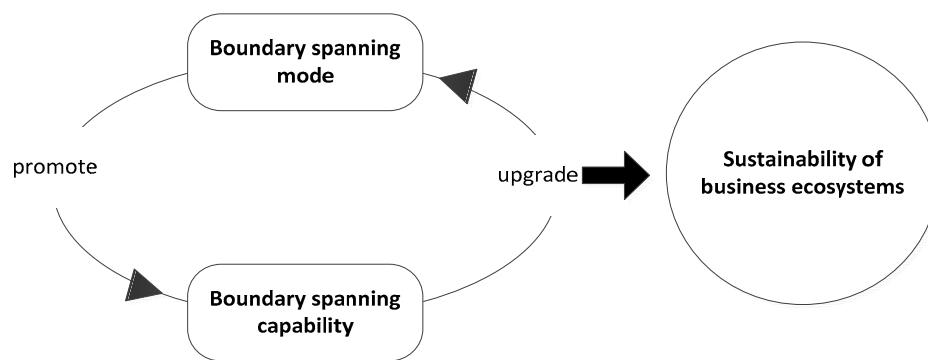 Boundary spanning
mode
promote
upgrade
Sustainability of
business ecosystems
Boundary spanning
capability